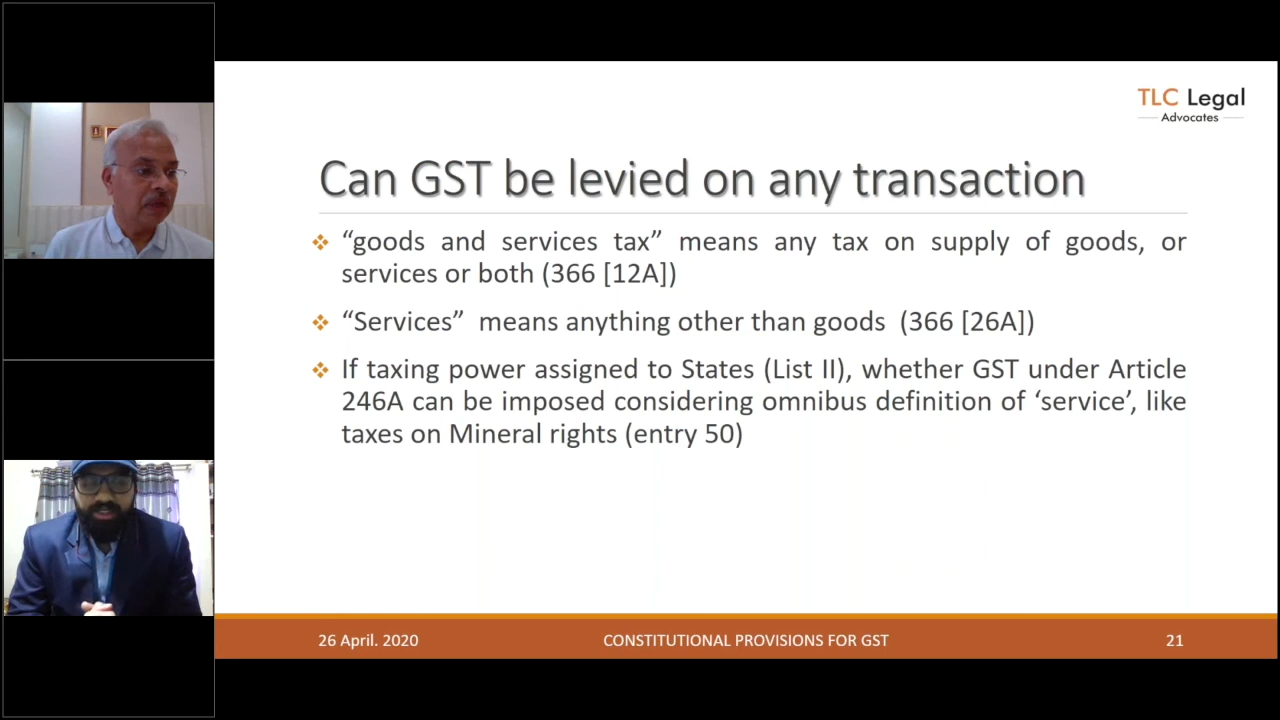 TLC Legal
Advocates
Can GST be levied on any transaction
“goods and services tax” means any tax on supply of goods, or
services or both (366 [12A])
“Services” means anything other than goods (366 [26A])
If taxing power assigned to States (List II), whether GST under Article
246A can be imposed considering omnibus definition of ‘service’, like
taxes on Mineral rights (entry 50)
26 April. 2020
CONSTITUTIONAL PROVISIONS FOR GST
21